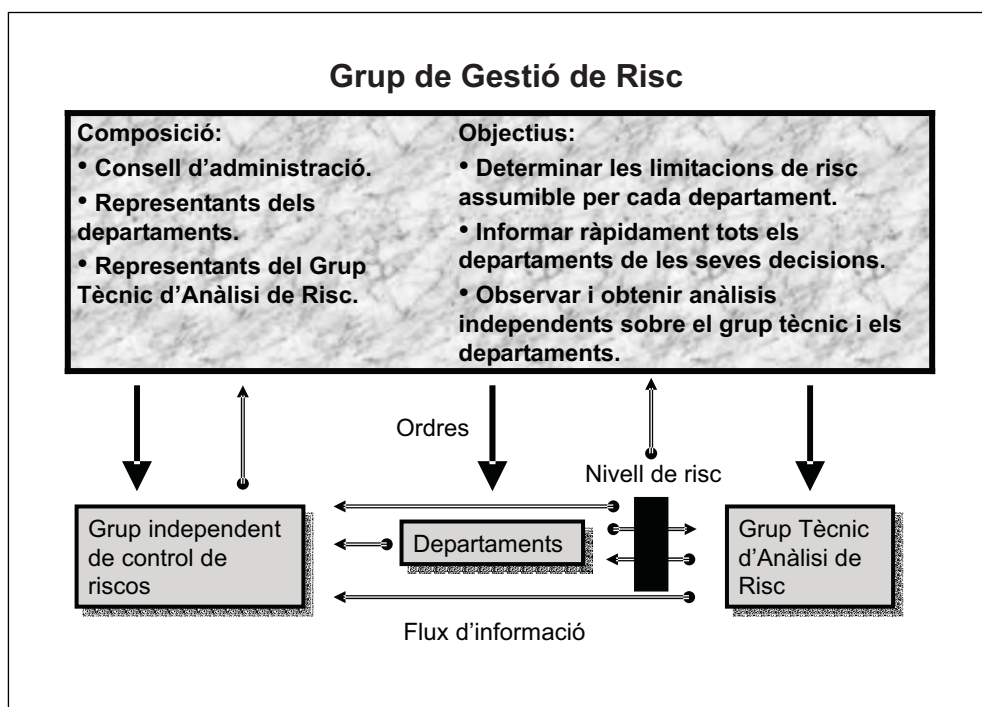 Grup de Gestió de Risc
Composició:
• Consell d’administració.
• Representants dels
departaments.
• Representants del Grup
Tècnic d’Anàlisi de Risc.
Objectius:
• Determinar les limitacions de risc
assumible per cada departament.
• Informar ràpidament tots els
departaments de les seves decisions.
• Observar i obtenir anàlisis
independents sobre el grup tècnic i els
departaments.
Ordres
Nivell de risc
Grup independent
de control de
riscos
Departaments
Grup Tècnic
d’Anàlisi de
Risc
Flux d’informació